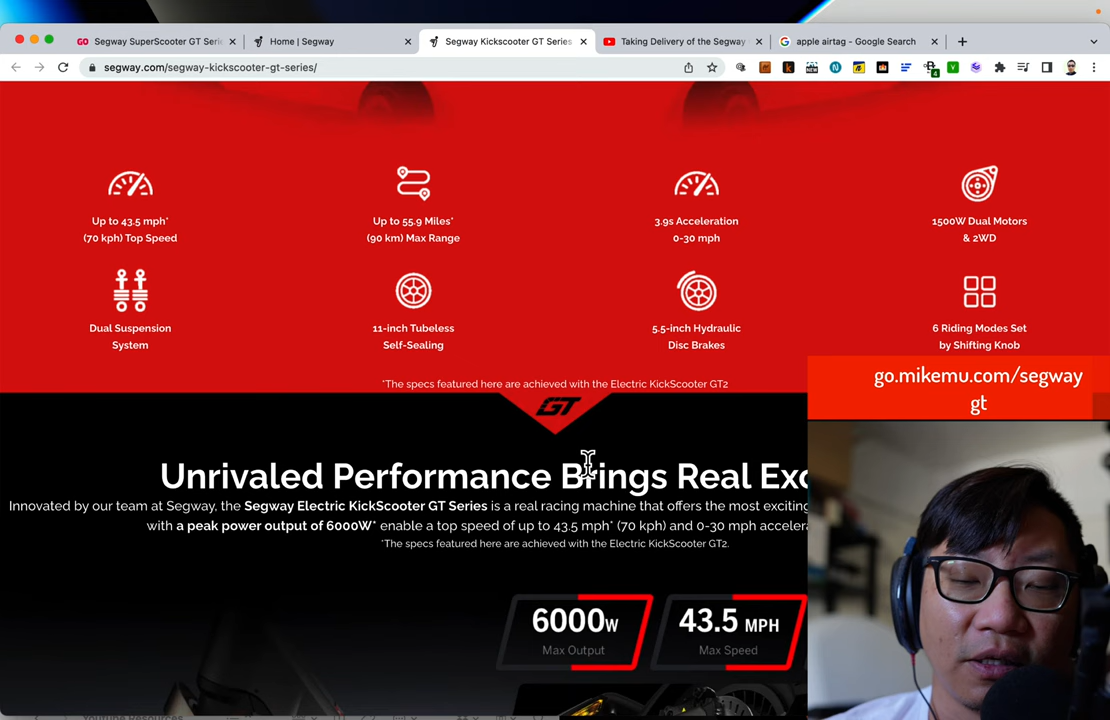 Segway SuperScooter GT Seri
Home | Segway
Segway Kickscooter GT Series
Taking Delivery of the Segway
apple airtag - Google Search
segway.com/segway-kickscooter-gt-series/
Up to 43.5 mph*
(70 kph) Top Speed
Up to 55.9 Miles*
(90 km) Max Range
3.9s Acceleration
0-30 mph
1500W Dual Motors
& 2WD
Dual Suspension
System
11-inch Tubeless
Self-Sealing
5.5-inch Hydraulic
Disc Brakes
6 Riding Modes Set
by Shifting Knob
*The specs featured here are achieved with the Electric KickScooter GT2
go.mikemu.com/segway
gt
GT
Unrivaled Performance Brings Real Exc
Innovated by our team at Segway, the Segway Electric KickScooter GT Series is a real racing machine that offers the most exciting
with a peak power output of 6000W* enable a top speed of up to 43.5 mph* (70 kph) and 0-30 mph accelera
*The specs featured here are achieved with the Electric KickScooter GT2.
6000W
Max Output
43.5 MPH
Max Speed